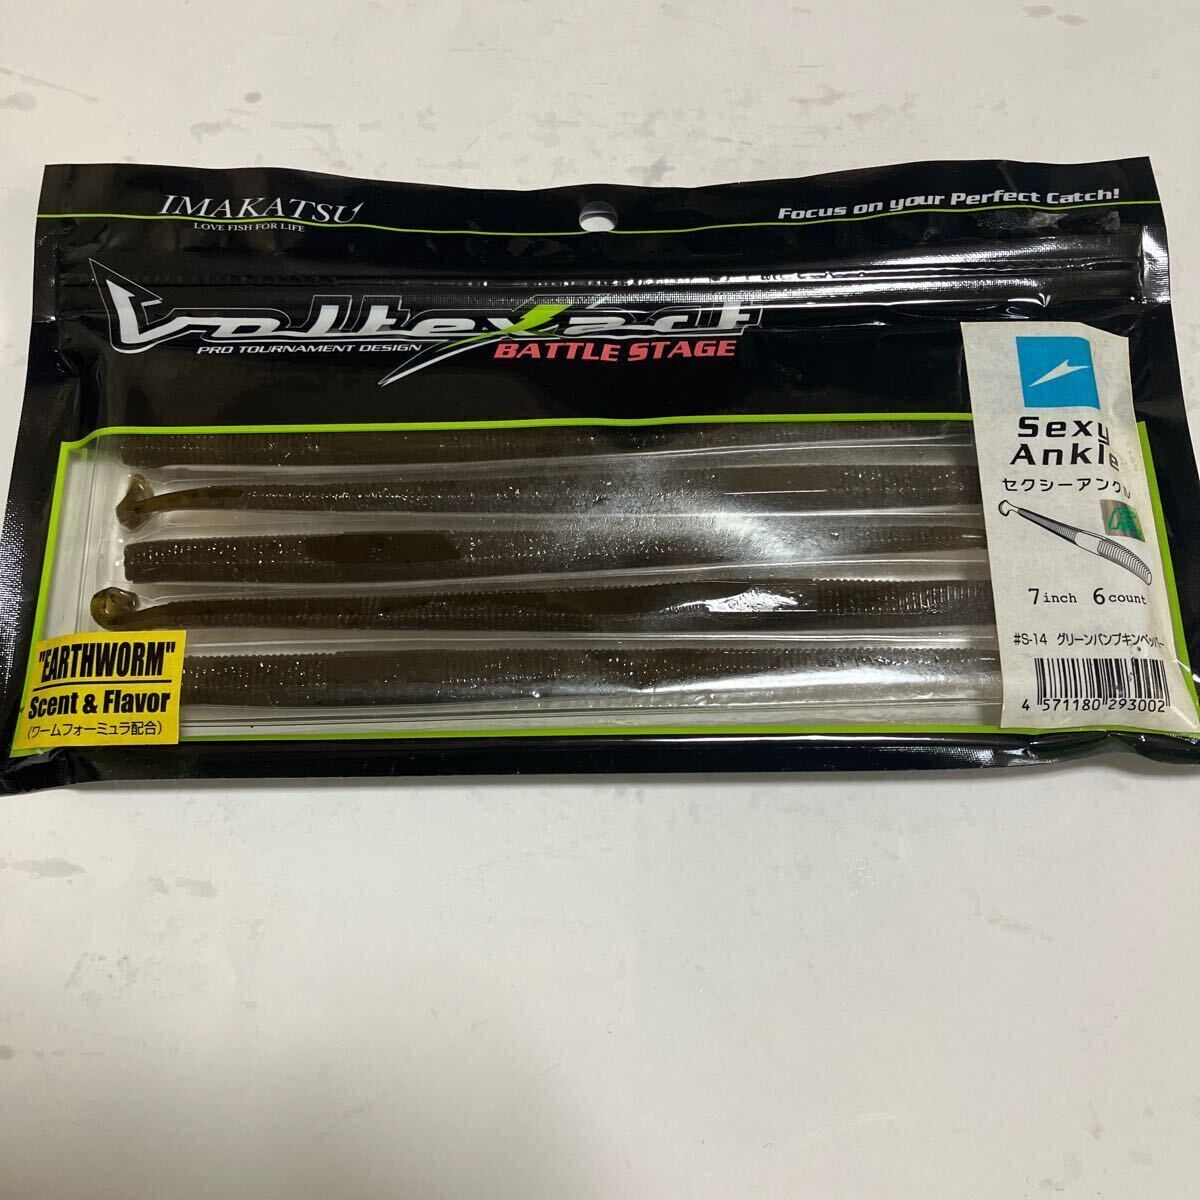 IMAKATSU
LOVE FISH FOR LIFE
Focus on your Perfect Catch!
Voltexact
PRO TOURNAMENT DESIGN
BATTLE STAGE
Sexy
Ankle
セクシーアンクル
7inch 6count
#S-14 グリーンパンプキンペッパー
4 571180 293002
"EARTHWORM"
Scent & Flavor
(ワームフォーミュラ配合)